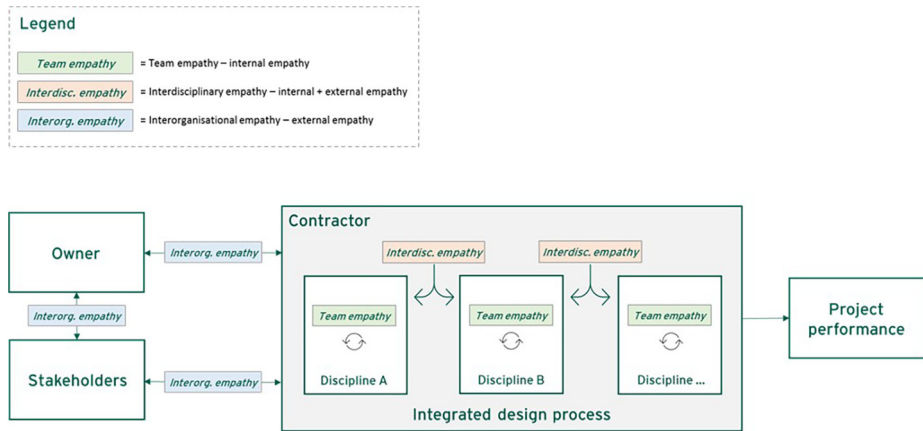 Legend
Team empathy = Team empathy – internal empathy
Interdisc. empathy = Interdisciplinary empathy – internal + external empathy
Interorg. empathy = Interorganisational empathy – external empathy
Owner
Interorg. empathy
Interorg. empathy
Stakeholders
Interorg. empathy
Contractor
Interdisc. empathy
Interdisc. empathy
Team empathy
Discipline A
Team empathy
Discipline B
Team empathy
Discipline ...
Integrated design process
Project
performance